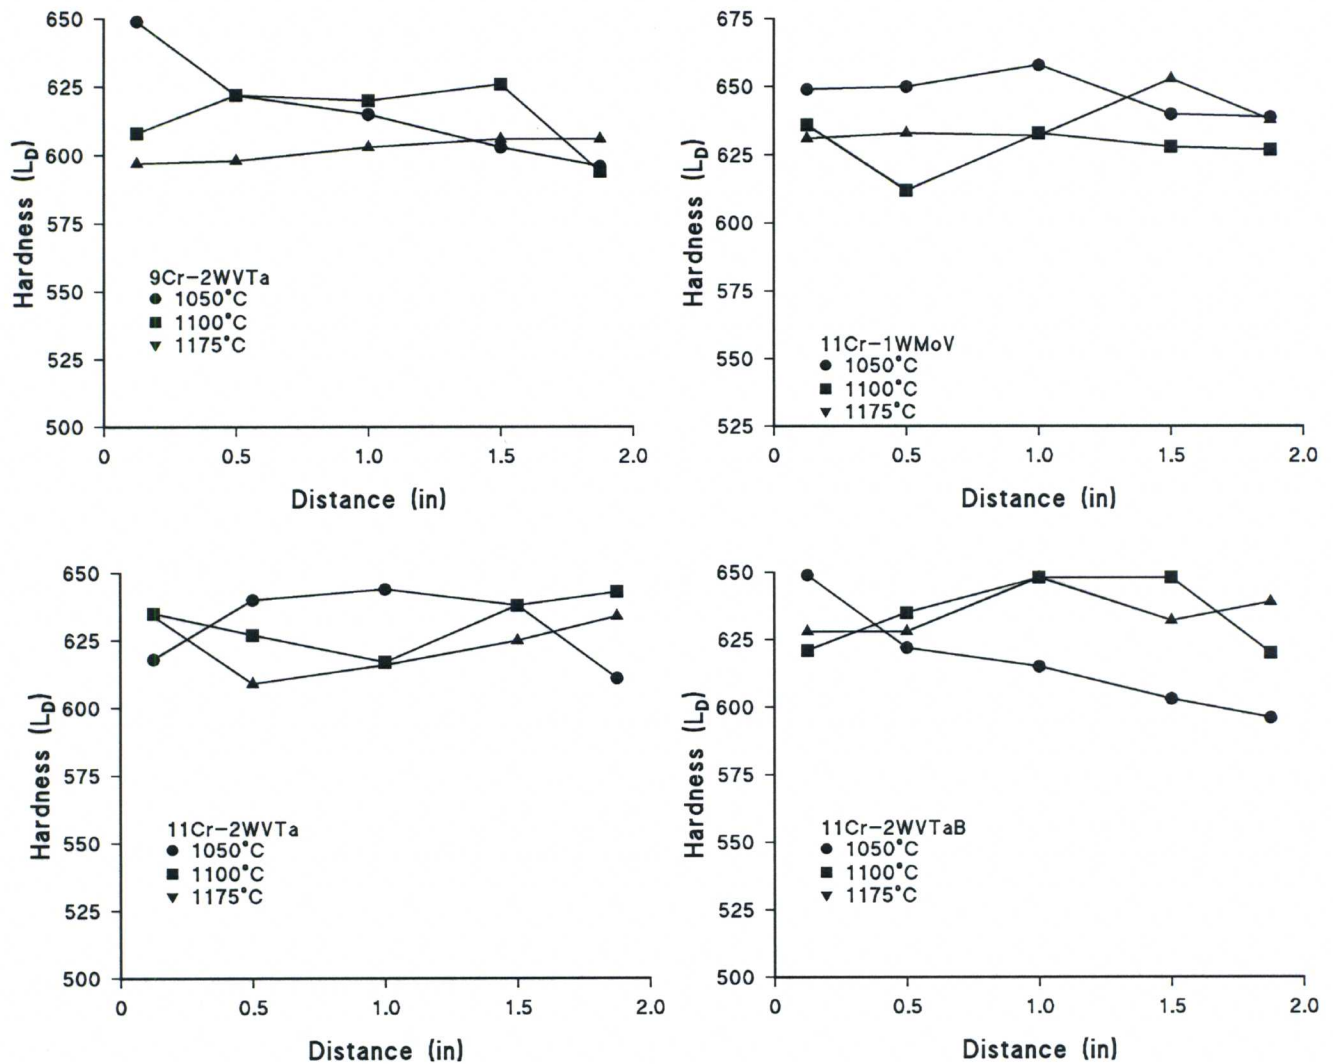 650
625
600
575
550
525
500
Hardness (LD)
9Cr-2WVTa
● 1050°C
■ 1100°C
▼ 1175°C
0 0.5 1.0 1.5 2.0
Distance (in)
675
650
625
600
575
550
525
Hardness (LD)
11Cr-1WMoV
● 1050°C
■ 1100°C
▼ 1175°C
0 0.5 1.0 1.5 2.0
Distance (in)
650
625
600
575
550
525
500
Hardness (LD)
11Cr-2WVTa
● 1050°C
■ 1100°C
▼ 1175°C
0 0.5 1.0 1.5 2.0
Distance (in)
650
625
600
575
550
525
500
Hardness (LD)
11Cr-2WVTaB
● 1050°C
■ 1100°C
▼ 1175°C
0 0.5 1.0 1.5 2.0
Distance (in)